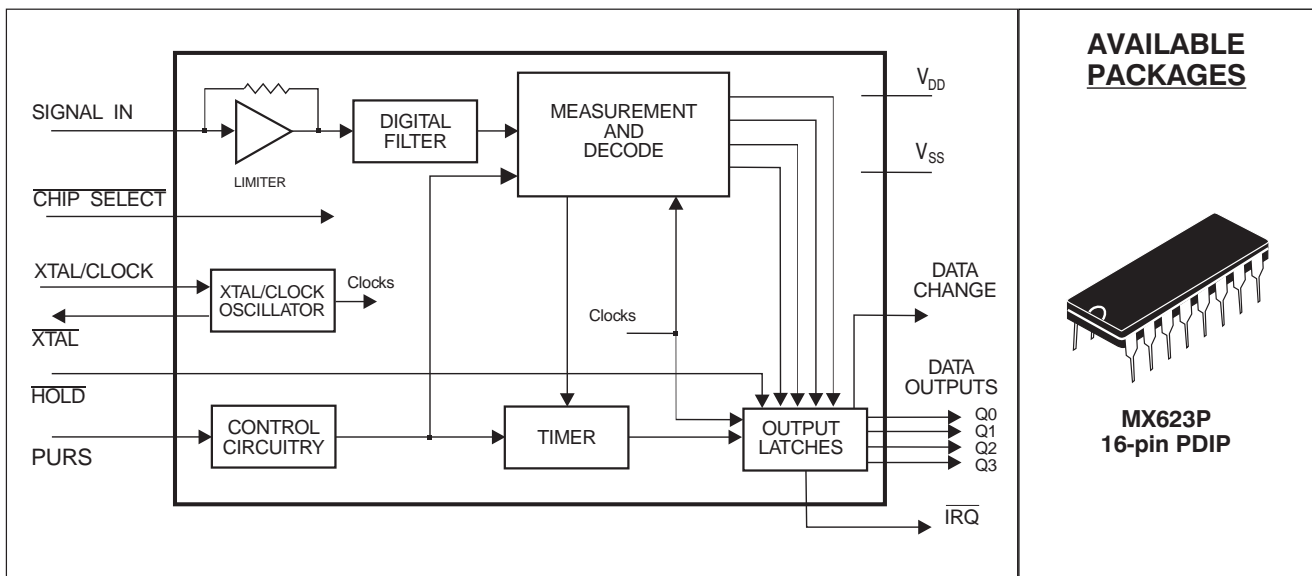 SIGNAL IN
CHIP SELECT
XTAL/CLOCK
XTAL
HOLD
PURS
LIMITER
DIGITAL
FILTER
MEASUREMENT
AND
DECODE
XTAL/CLOCK
OSCILLATOR
Clocks
Clocks
CONTROL
CIRCUITRY
TIMER
OUTPUT
LATCHES
VDD
VSS
DATA
CHANGE
DATA
OUTPUTS
Q0
Q1
Q2
Q3
IRQ
AVAILABLE
PACKAGES
MX623P
16-pin PDIP